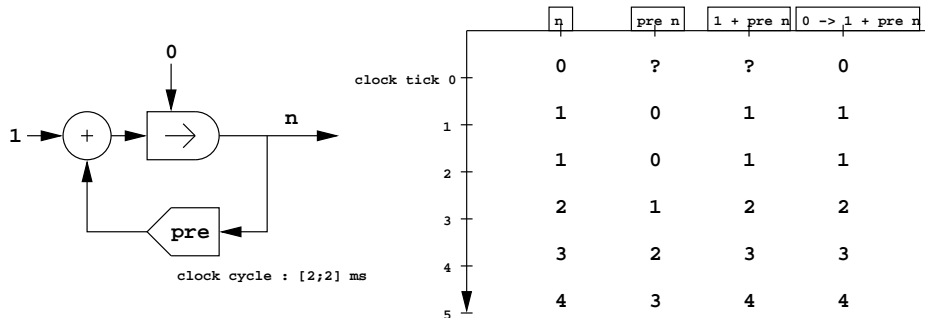 0
1
+
n
pre
clock cycle : [2;2] ms
n pre n 1 + pre n 0 -> 1 + pre n
clock tick 0
0 ? ? 0
1
1 0 1 1
2
1 0 1 1
3
2 1 2 2
4
3 2 3 3
5
4 3 4 4